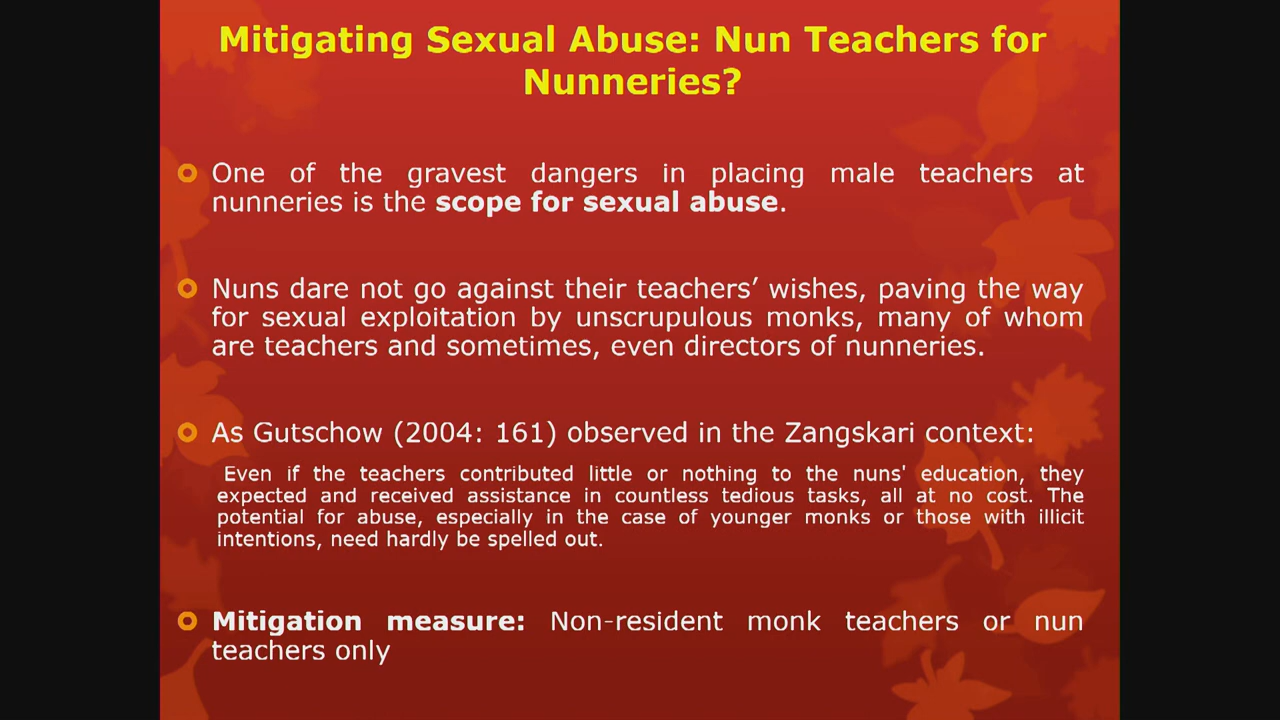 Mitigating Sexual Abuse: Nun Teachers for
Nunneries?
One of the gravest dangers in placing male teachers at
nunneries is the scope for sexual abuse.
Nuns dare not go against their teachers’ wishes, paving the way
for sexual exploitation by unscrupulous monks, many of whom
are teachers and sometimes, even directors of nunneries.
As Gutschow (2004: 161) observed in the Zangskari context:
Even if the teachers contributed little or nothing to the nuns' education, they
expected and received assistance in countless tedious tasks, all at no cost. The
potential for abuse, especially in the case of younger monks or those with illicit
intentions, need hardly be spelled out.
Mitigation measure: Non-resident monk teachers or nun
teachers only